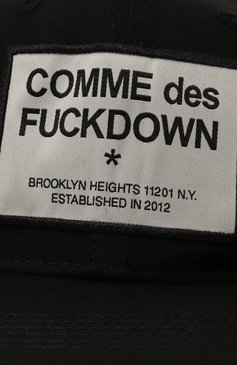 COMME des
FUCKDOWN
*
BROOKLYN HEIGHTS 11201 N.Y.
ESTABLISHED IN 2012